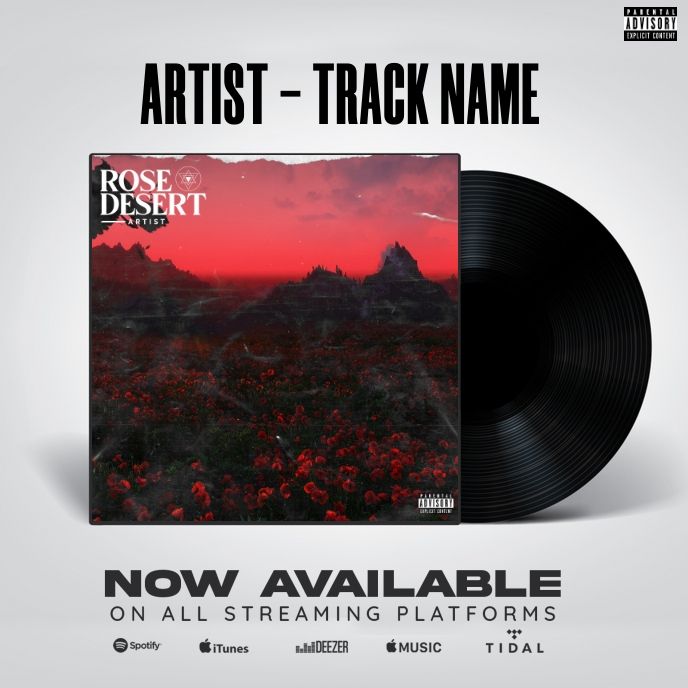 PARENTAL
ADVISORY
EXPLICIT CONTENT
ARTIST - TRACK NAME
ROSE
DESERT
ARTIST
PARENTAL
ADVISORY
EXPLICIT CONTENT
NOW AVAILABLE
ON ALL STREAMING PLATFORMS
Spotify iTunes DEEZER MUSIC TIDAL